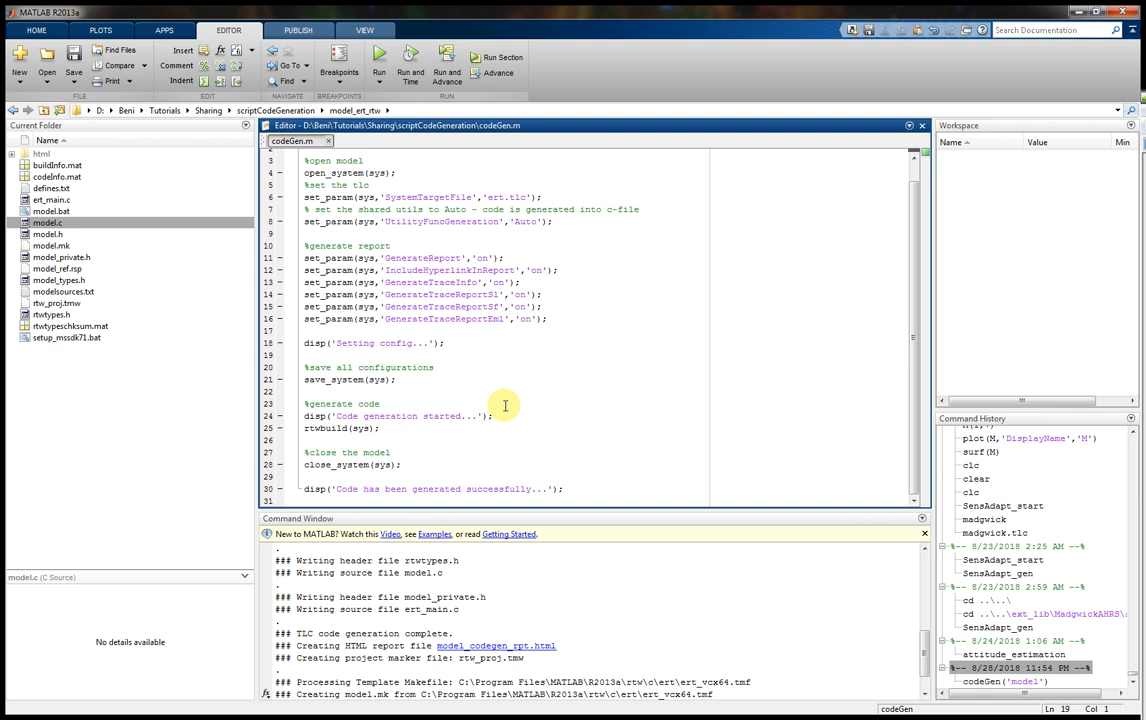 MATLAB R2013a
HOME PLOTS APPS EDITOR PUBLISH VIEW
Search Documentation
New Open Save Find Files Compare Print
Insert Comment Indent
Go To Find
Breakpoints
Run Run and Time Run and Advance Run Section Advance
FILE EDIT NAVIGATE BREAKPOINTS RUN
D: Beni Tutorials Sharing scriptCodeGeneration model_ert_rtw
Current Folder
Name
html
buildInfo.mat
codeInfo.mat
defines.txt
ert_main.c
model.bat
model.c
model.h
model.mk
model_private.h
model_ref.rsp
model_types.h
modelsources.txt
rtw_proj.tmw
rtwtypes.h
rtwtypeschksum.mat
setup_mssdk71.bat
model.c (C Source)
No details available
Editor - D:\Beni\Tutorials\Sharing\scriptCodeGeneration\codeGen.m
codeGen.m
3 %open model
4 open_system(sys);
5 %set the tlc
6 set_param(sys,'SystemTargetFile','ert.tlc');
7 % set the shared utils to Auto - code is generated into c-file
8 set_param(sys,'UtilityFuncGeneration','Auto');
9
10 %generate report
11 set_param(sys,'GenerateReport','on');
12 set_param(sys,'IncludeHyperlinkInReport','on');
13 set_param(sys,'GenerateTraceInfo','on');
14 set_param(sys,'GenerateTraceReportSl','on');
15 set_param(sys,'GenerateTraceReportSf','on');
16 set_param(sys,'GenerateTraceReportEml','on');
17
18 disp('Setting config...');
19
20 %save all configurations
21 save_system(sys);
22
23 %generate code
24 disp('Code generation started...');
25 rtwbuild(sys);
26
27 %close the model
28 close_system(sys);
29
30 disp('Code has been generated successfully...');
31
Command Window
New to MATLAB? Watch this Video, see Examples, or read Getting Started.
.
### Writing header file rtwtypes.h
### Writing source file model.c
.
### Writing header file model_private.h
### Writing source file ert_main.c
.
### TLC code generation complete.
### Creating HTML report file model_codegen_rpt.html
### Creating project marker file: rtw_proj.tmw
.
### Processing Template Makefile: C:\Program Files\MATLAB\R2013a\rtw\c\ert\ert_vcx64.tmf
### Creating model.mk from C:\Program Files\MATLAB\R2013a\rtw\c\ert\ert_vcx64.tmf
Workspace
Name Value Min
Command History
plot(M,'DisplayName','M')
surf(M)
clc
clear
clc
SensAdapt_start
madgwick
madgwick.tlc
%-- 8/23/2018 2:25 AM --%
SensAdapt_start
SensAdapt_gen
%-- 8/23/2018 2:59 AM --%
cd ..\..\
cd ..\..\ext_lib\MadgwickAHRS\
SensAdapt_gen
%-- 8/24/2018 1:06 AM --%
attitude_estimation
%-- 8/28/2018 11:54 PM --%
codeGen('model')
codeGen Ln 19 Col 1